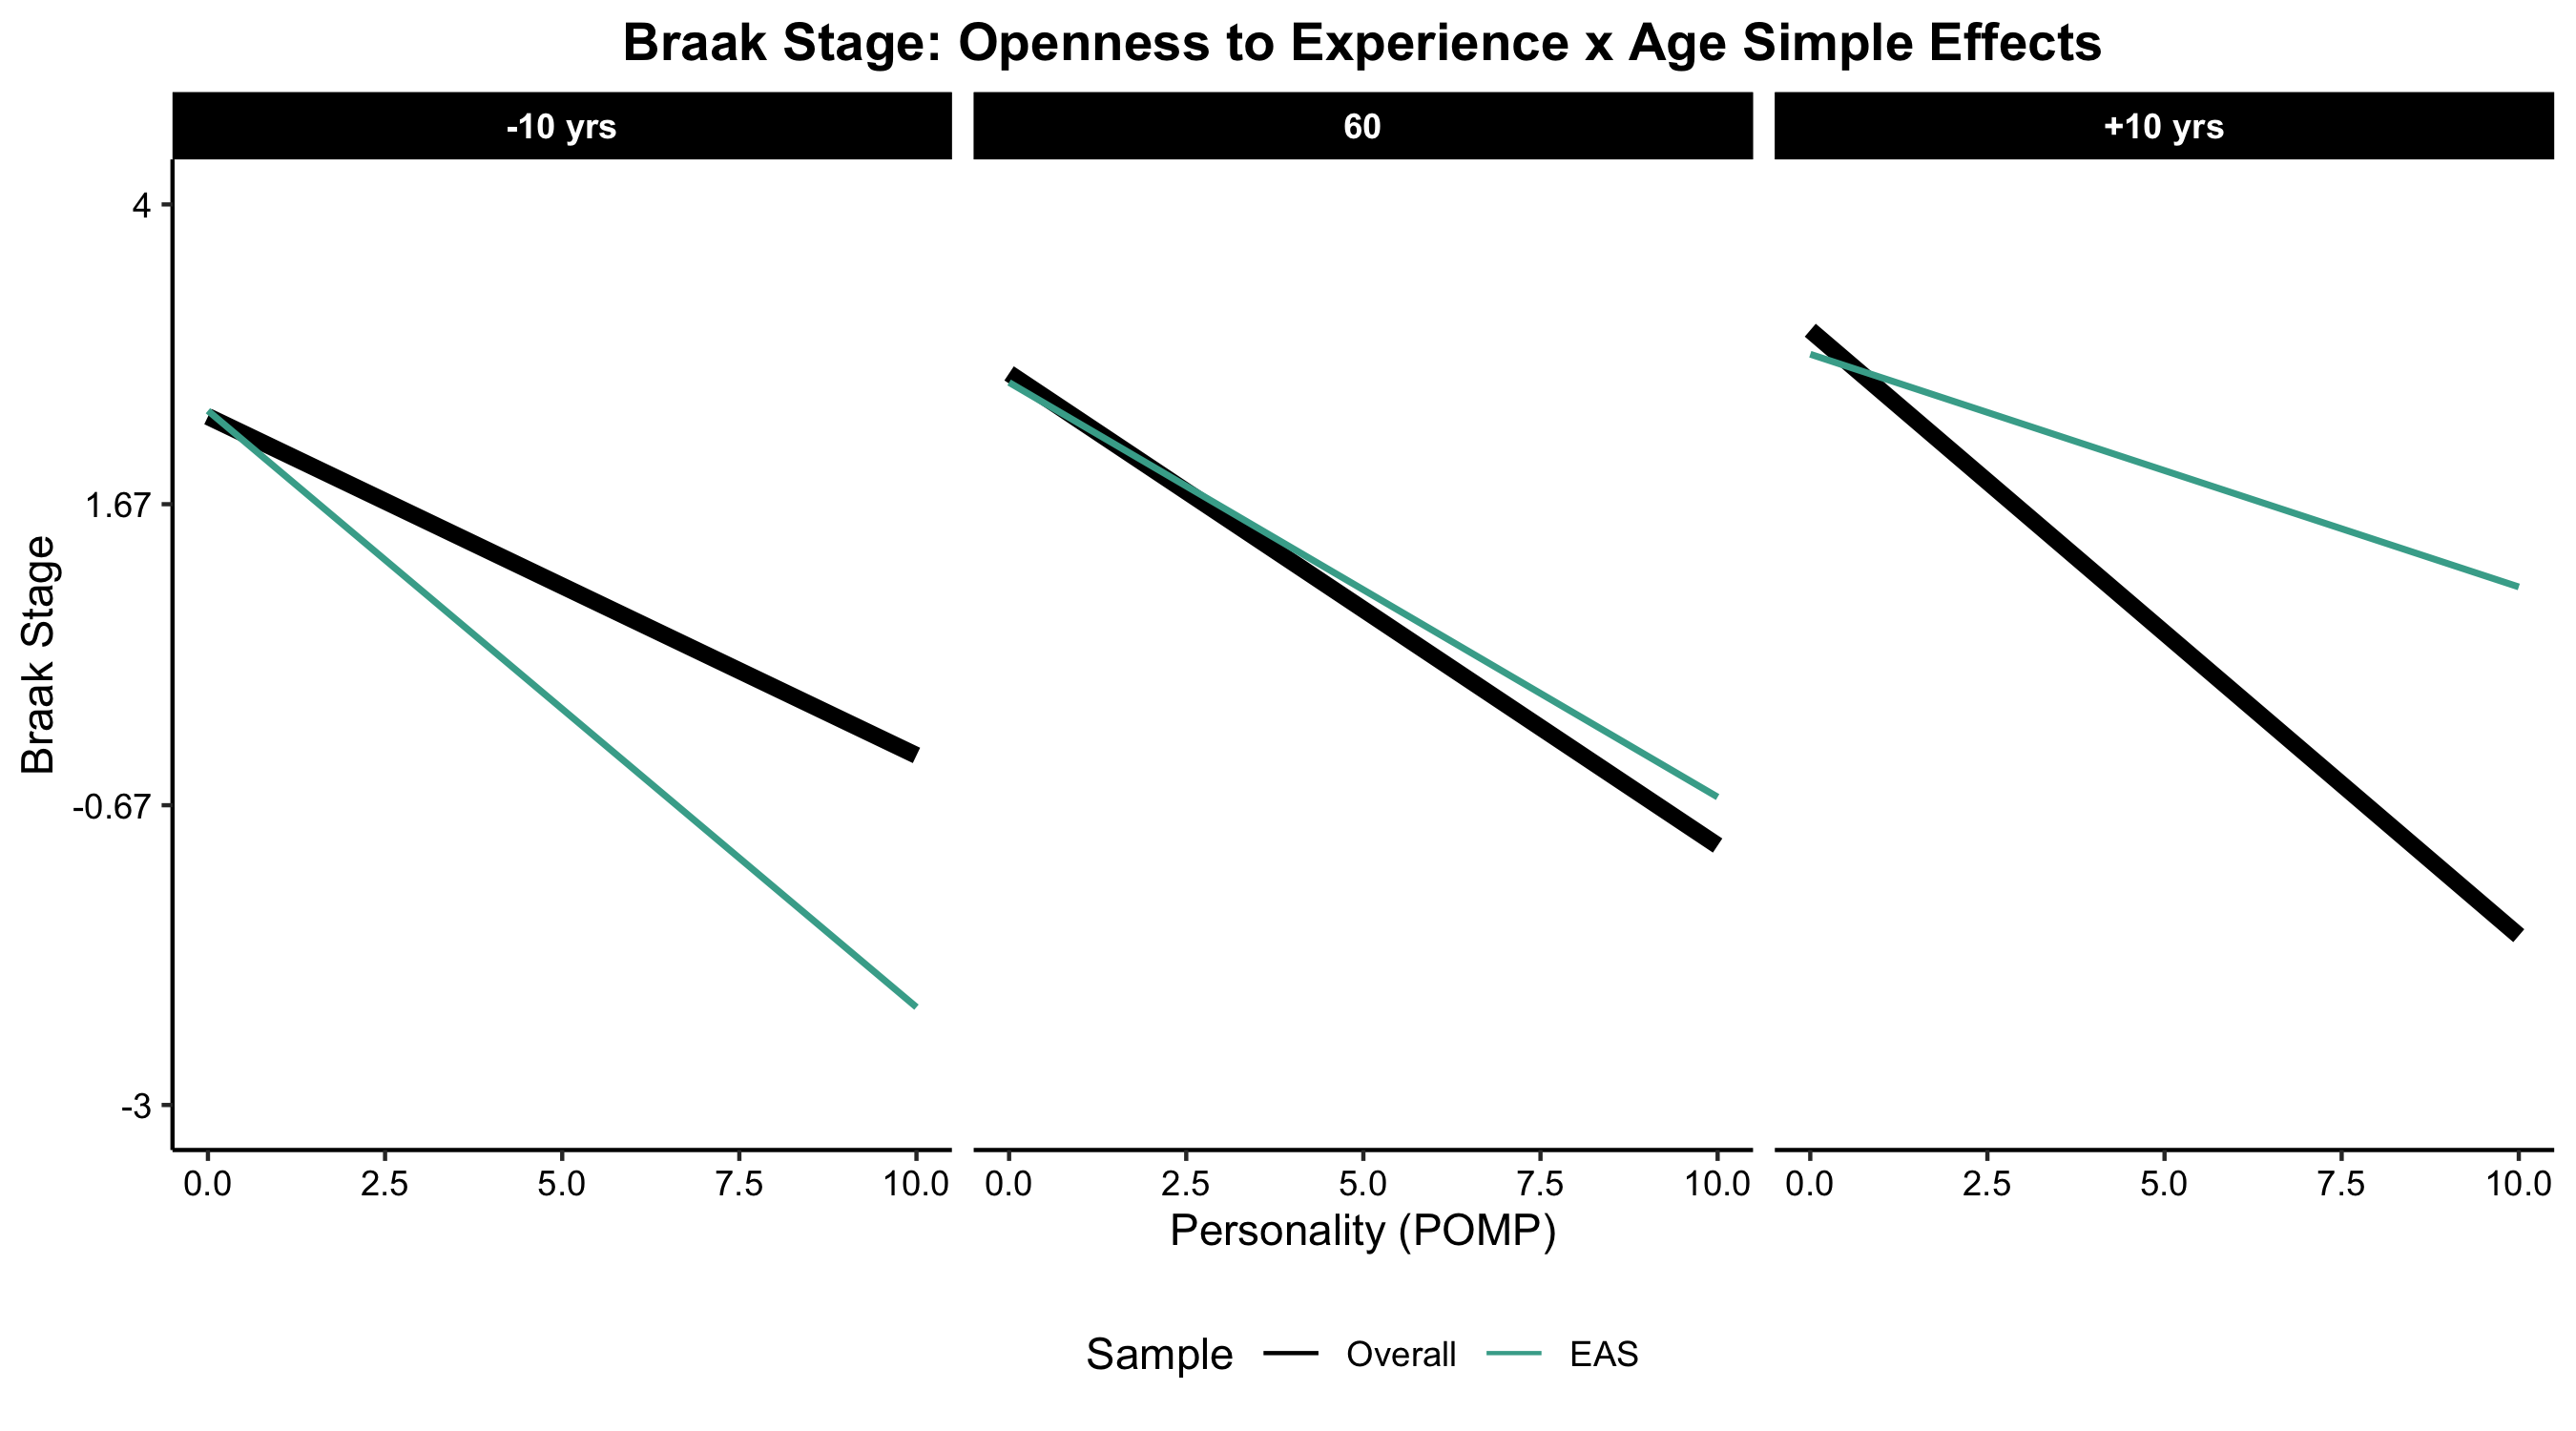 Braak Stage: Openness to Experience x Age Simple Effects
-10 yrs
60
+10 yrs
4
1.67
-0.67
-3
Braak Stage
0.0 2.5 5.0 7.5 10.0
0.0 2.5 5.0 7.5 10.0
0.0 2.5 5.0 7.5 10.0
Personality (POMP)
Sample Overall EAS